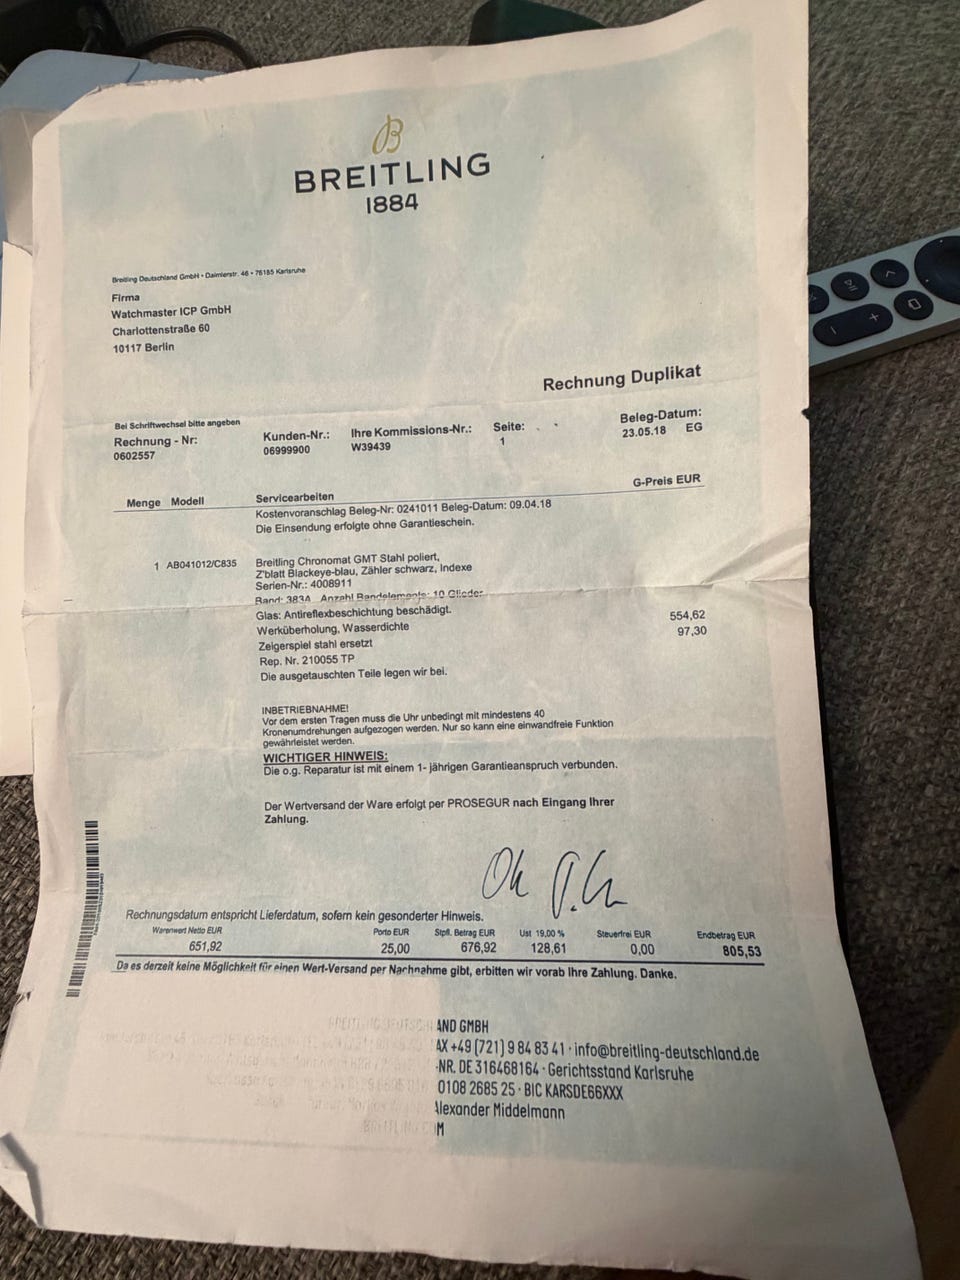 B
BREITLING
1884
Breitling Deutschland GmbH • Daimlerstr. 46 • 76185 Karlsruhe
Firma
Watchmaster ICP GmbH
Charlottenstraße 60
10117 Berlin
Rechnung Duplikat
Bei Schriftwechsel bitte angeben
Rechnung - Nr: Kunden-Nr.: Ihre Kommissions-Nr.: Seite: Beleg-Datum:
0602557 06999900 W39439 1 23.05.18 EG
Menge Modell Servicearbeiten G-Preis EUR
Kostenvoranschlag Beleg-Nr: 0241011 Beleg-Datum: 09.04.18
Die Einsendung erfolgte ohne Garantieschein.
1 AB041012/C835 Breitling Chronomat GMT Stahl poliert,
Z'blatt Blackeye-blau, Zähler schwarz, Indexe
Serien-Nr.: 4008911
Band: 383A Anzahl Bandelemente: 10 Glieder
Glas: Antireflexbeschichtung beschädigt.
Werküberholung, Wasserdichte 554,62
Zeigerspiel stahl ersetzt 97,30
Rep. Nr. 210055 TP
Die ausgetauschten Teile legen wir bei.
INBETRIEBNAHME!
Vor dem ersten Tragen muss die Uhr unbedingt mit mindestens 40
Kronenumdrehungen aufgezogen werden. Nur so kann eine einwandfreie Funktion
gewährleistet werden.
WICHTIGER HINWEIS:
Die o.g. Reparatur ist mit einem 1- jährigen Garantieanspruch verbunden.
Der Wertversand der Ware erfolgt per PROSEGUR nach Eingang Ihrer
Zahlung.
Ok
Rechnungsdatum entspricht Lieferdatum, sofern kein gesonderter Hinweis.
Warenwert Netto EUR Porto EUR Stpfl. Betrag EUR Ust 19,00 % Steuerfrei EUR Endbetrag EUR
651,92 25,00 676,92 128,61 0,00 805,53
Da es derzeit keine Möglichkeit für einen Wert-Versand per Nachnahme gibt, erbitten wir vorab Ihre Zahlung. Danke.
BREITLING DEUTSCHLAND GMBH
AX +49 (721) 9 84 83 41 · info@breitling-deutschland.de
-NR. DE 316468164 · Gerichtsstand Karlsruhe
0108 2685 25 · BIC KARSDE66XXX
Alexander Middelmann
BREITLING.COM